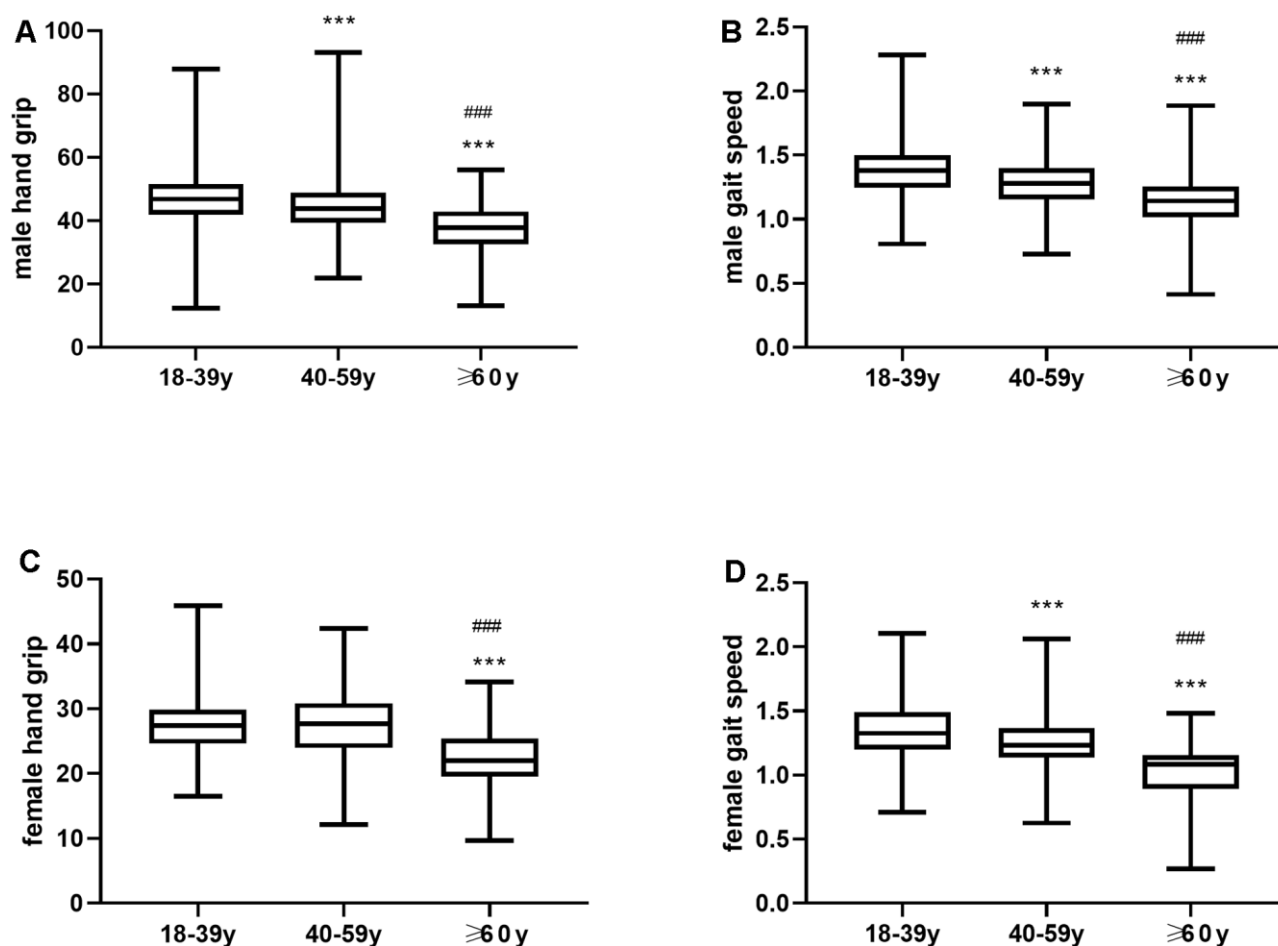 A
male hand grip
100
80
60
40
20
0
***
###
***
18-39y
40-59y
⩾60y
B
male gait speed
2.5
2.0
1.5
1.0
0.5
0.0
***
###
***
18-39y
40-59y
⩾60y
C
female hand grip
50
40
30
20
10
0
###
***
18-39y
40-59y
⩾60y
D
female gait speed
2.5
2.0
1.5
1.0
0.5
0.0
***
###
***
18-39y
40-59y
⩾60y